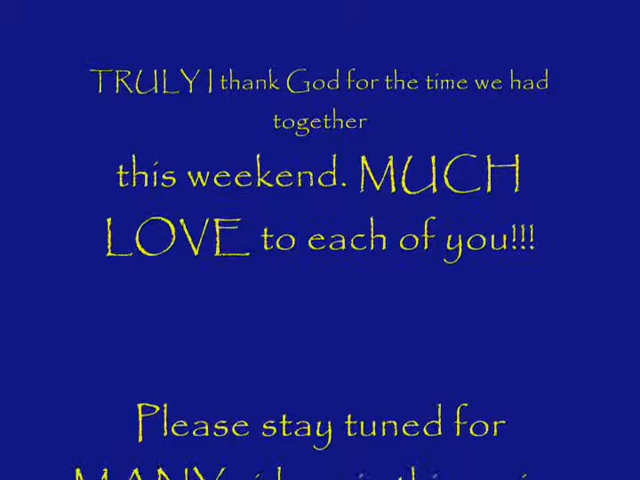 TRULY I thank God for the time we had
together
this weekend. MUCH
LOVE to each of you!!!
Please stay tuned for
MANY